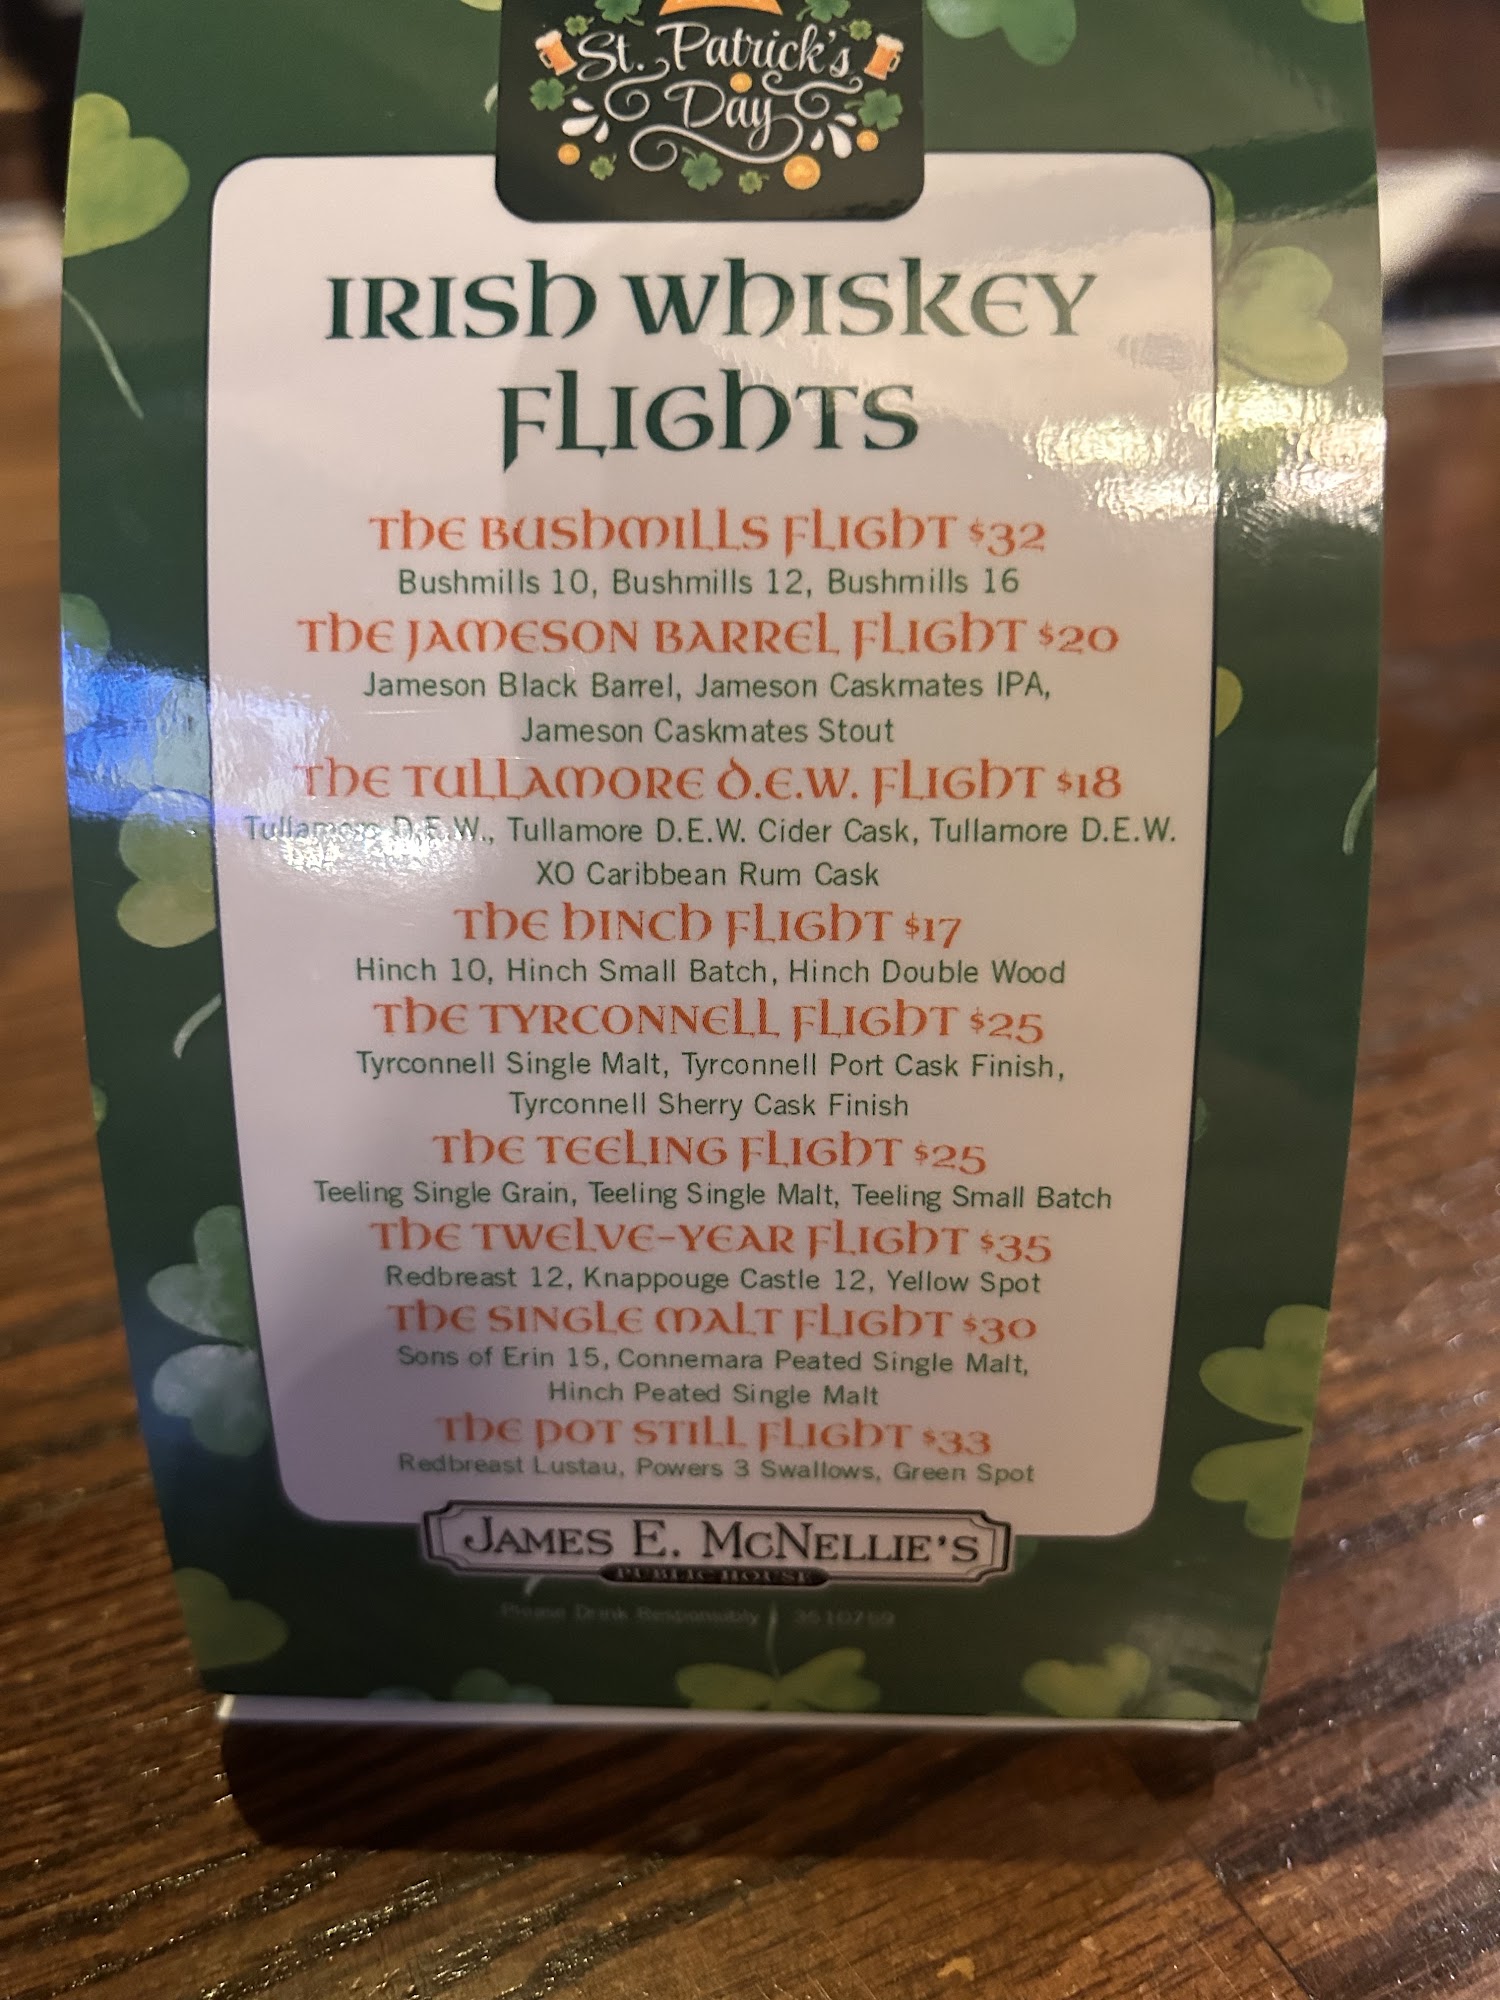 St. Patrick's
Day
IRISH WHISKEY
FLIGHTS
THE BUSHMILLS FLIGHT $32
Bushmills 10, Bushmills 12, Bushmills 16
THE JAMESON BARREL FLIGHT $20
Jameson Black Barrel, Jameson Caskmates IPA,
Jameson Caskmates Stout
THE TULLAMORE D.E.W. FLIGHT $18
Tullamore D.E.W., Tullamore D.E.W. Cider Cask, Tullamore D.E.W.
XO Caribbean Rum Cask
THE HINCH FLIGHT $17
Hinch 10, Hinch Small Batch, Hinch Double Wood
THE TYRCONNELL FLIGHT $25
Tyrconnell Single Malt, Tyrconnell Port Cask Finish,
Tyrconnell Sherry Cask Finish
THE TEELING FLIGHT $25
Teeling Single Grain, Teeling Single Malt, Teeling Small Batch
THE TWELVE-YEAR FLIGHT $35
Redbreast 12, Knappouge Castle 12, Yellow Spot
THE SINGLE MALT FLIGHT $30
Sons of Erin 15, Connemara Peated Single Malt,
Hinch Peated Single Malt
THE POT STILL FLIGHT $33
Redbreast Lustau, Powers 3 Swallows, Green Spot
JAMES E. MCNELLIE'S
PUBLIC HOUSE
Please Drink Responsibly | 3610769